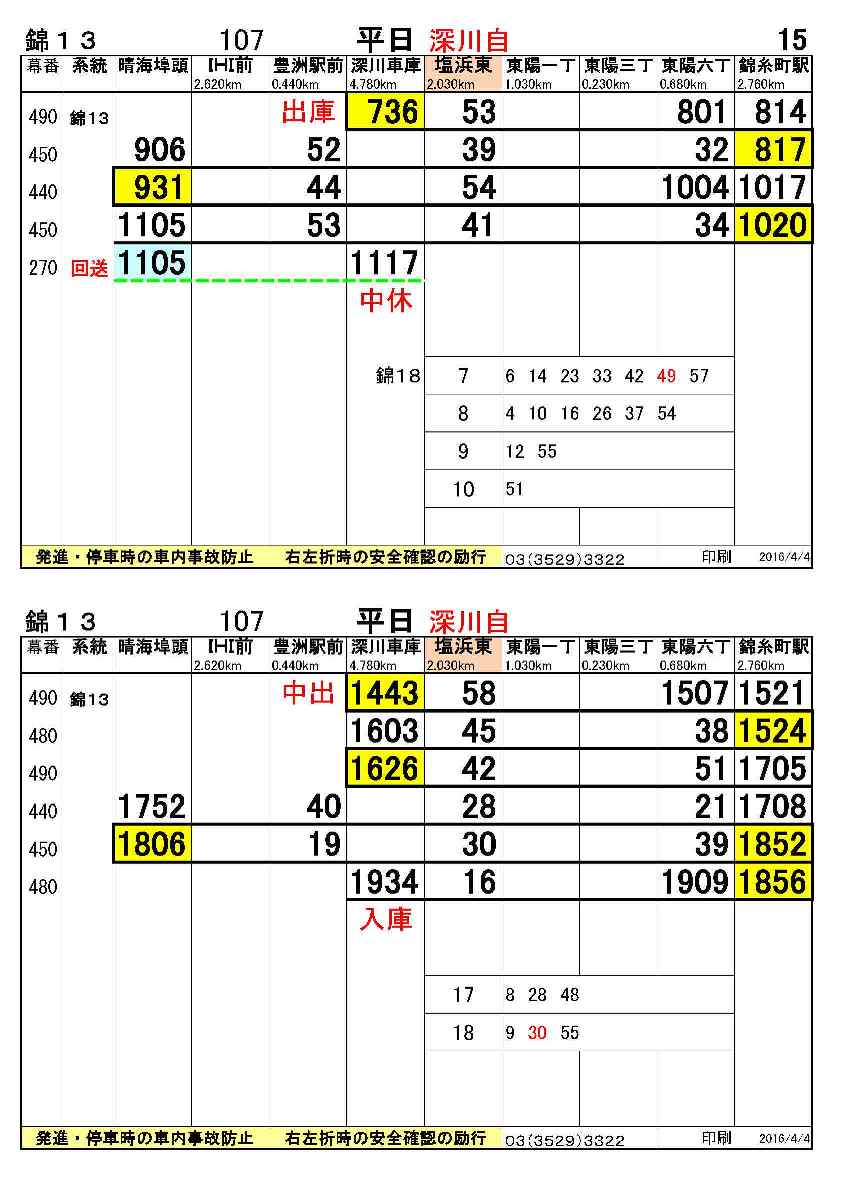 錦13 107 平日 深川自 15
幕番 系統 晴海埠頭 IHI前 豊洲駅前 深川車庫 塩浜東 東陽一丁 東陽三丁 東陽六丁 錦糸町駅
2.620km 0.440km 4.780km 2.030km 1.030km 0.230km 0.680km 2.760km
490 錦13 出庫 736 53 801 814
450 906 52 39 32 817
440 931 44 54 1004 1017
450 1105 53 41 34 1020
270 回送 1105 1117
中休
錦18 7 6 14 23 33 42 49 57
8 4 10 16 26 37 54
9 12 55
10 51
発進・停車時の車内事故防止 右左折時の安全確認の励行 03(3529)3322 印刷 2016/4/4
錦13 107 平日 深川自
幕番 系統 晴海埠頭 IHI前 豊洲駅前 深川車庫 塩浜東 東陽一丁 東陽三丁 東陽六丁 錦糸町駅
2.620km 0.440km 4.780km 2.030km 1.030km 0.230km 0.680km 2.760km
490 錦13 中出 1443 58 1507 1521
480 1603 45 38 1524
490 1626 42 51 1705
440 1752 40 28 21 1708
450 1806 19 30 39 1852
480 1934 16 1909 1856
入庫
17 8 28 48
18 9 30 55
発進・停車時の車内事故防止 右左折時の安全確認の励行 03(3529)3322 印刷 2016/4/4